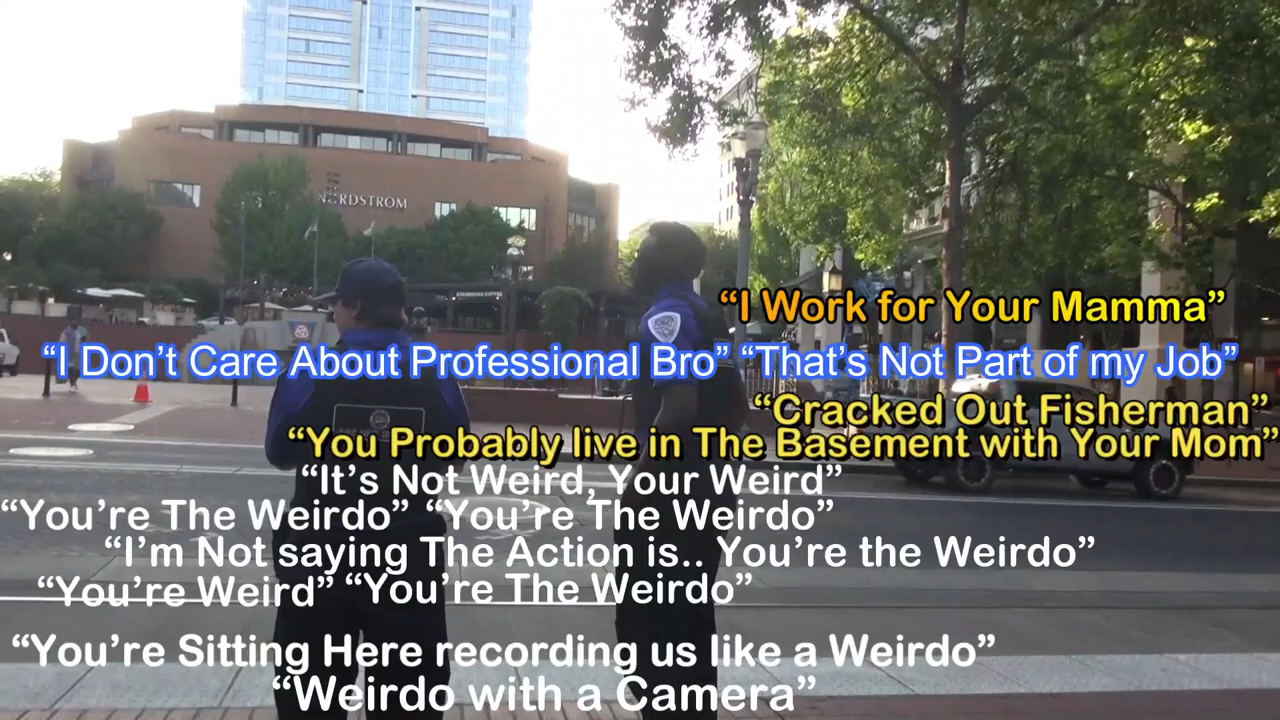 NORDSTROM
STARBUCKS COFFEE
“I Work for Your Mamma”
“I Don’t Care About Professional Bro” “That’s Not Part of my Job”
“Cracked Out Fisherman”
“You Probably live in The Basement with Your Mom”
“It’s Not Weird, Your Weird”
“You’re The Weirdo” “You’re The Weirdo”
“I’m Not saying The Action is.. You’re the Weirdo”
“You’re Weird” “You’re The Weirdo”
“You’re Sitting Here recording us like a Weirdo”
“Weirdo with a Camera”